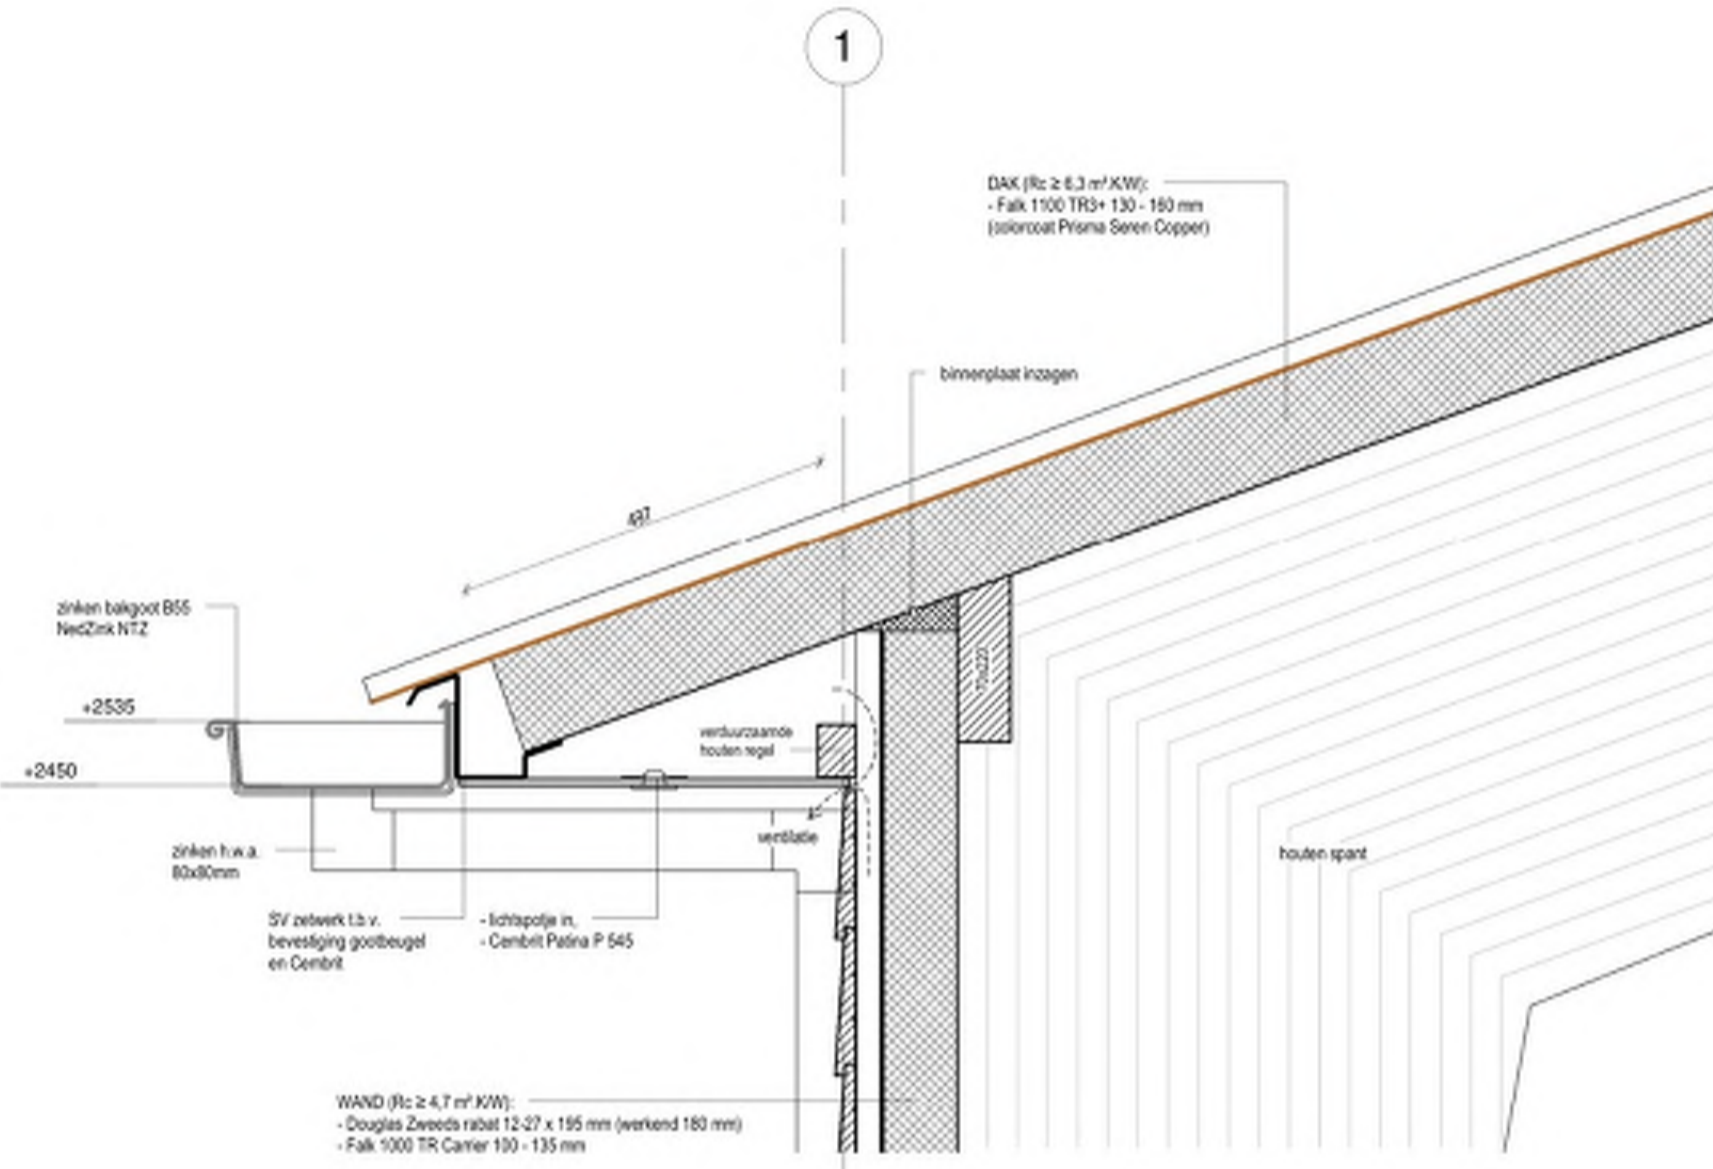 1
DAK (Rc ≥ 6,3 m².K/W):
- Falk 1100 TR3+ 130 - 160 mm
(colorcoat Prisma Seren Copper)
binnenplaat inzagen
497
zinken bakgoot B55
NedZink NTZ
+2535
+2450
70x220
verduurzaamde
houten regel
ventilatie
zinken h.w.a.
80x80mm
houten spant
SV zetwerk t.b.v.
bevestiging gootbeugel
en Cembrit
- lichtspotje in,
- Cembrit Patina P 545
WAND (Rc ≥ 4,7 m².K/W):
- Douglas Zweeds rabat 12-27 x 195 mm (werkend 180 mm)
- Falk 1000 TR Carrier 100 - 135 mm